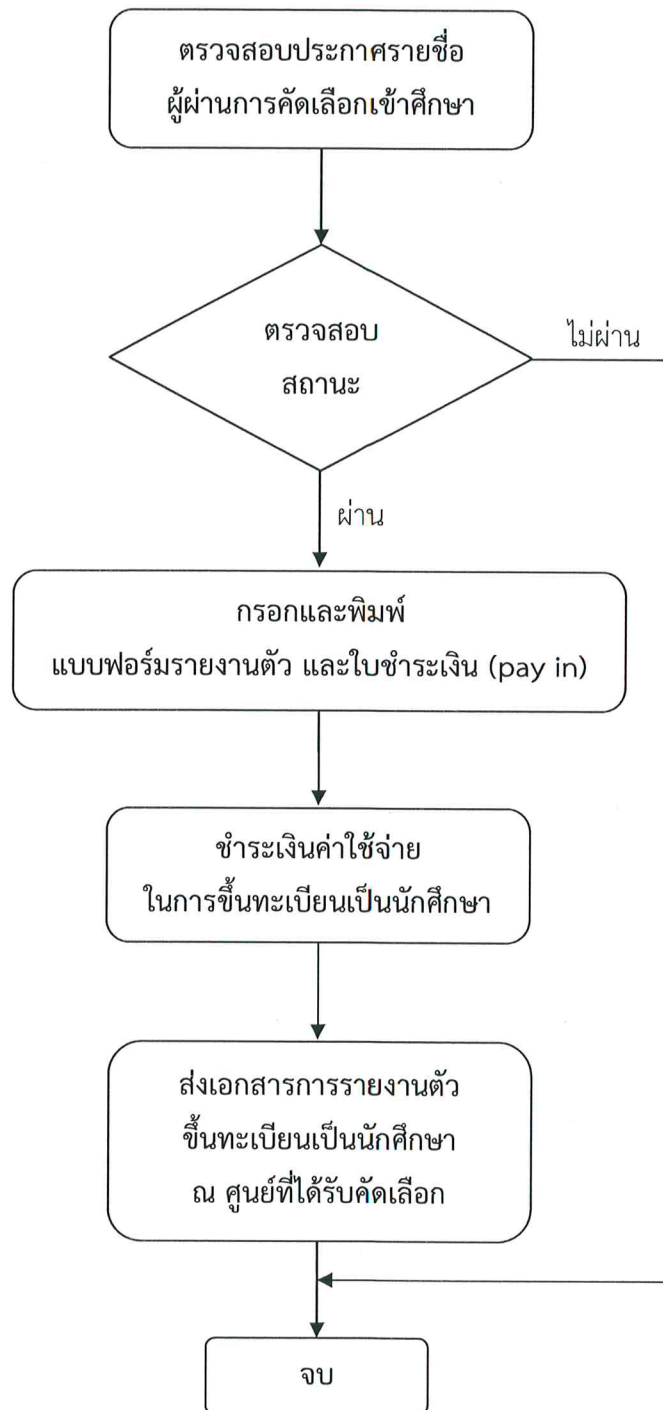 ตรวจสอบประกาศรายชื่อ
ผู้ผ่านการคัดเลือกเข้าศึกษา
ตรวจสอบ
สถานะ
ไม่ผ่าน
ผ่าน
กรอกและพิมพ์
แบบฟอร์มรายงานตัว และใบชำระเงิน (pay in)
ชำระเงินค่าใช้จ่าย
ในการขึ้นทะเบียนเป็นนักศึกษา
ส่งเอกสารการรายงานตัว
ขึ้นทะเบียนเป็นนักศึกษา
ณ ศูนย์ที่ได้รับคัดเลือก
จบ